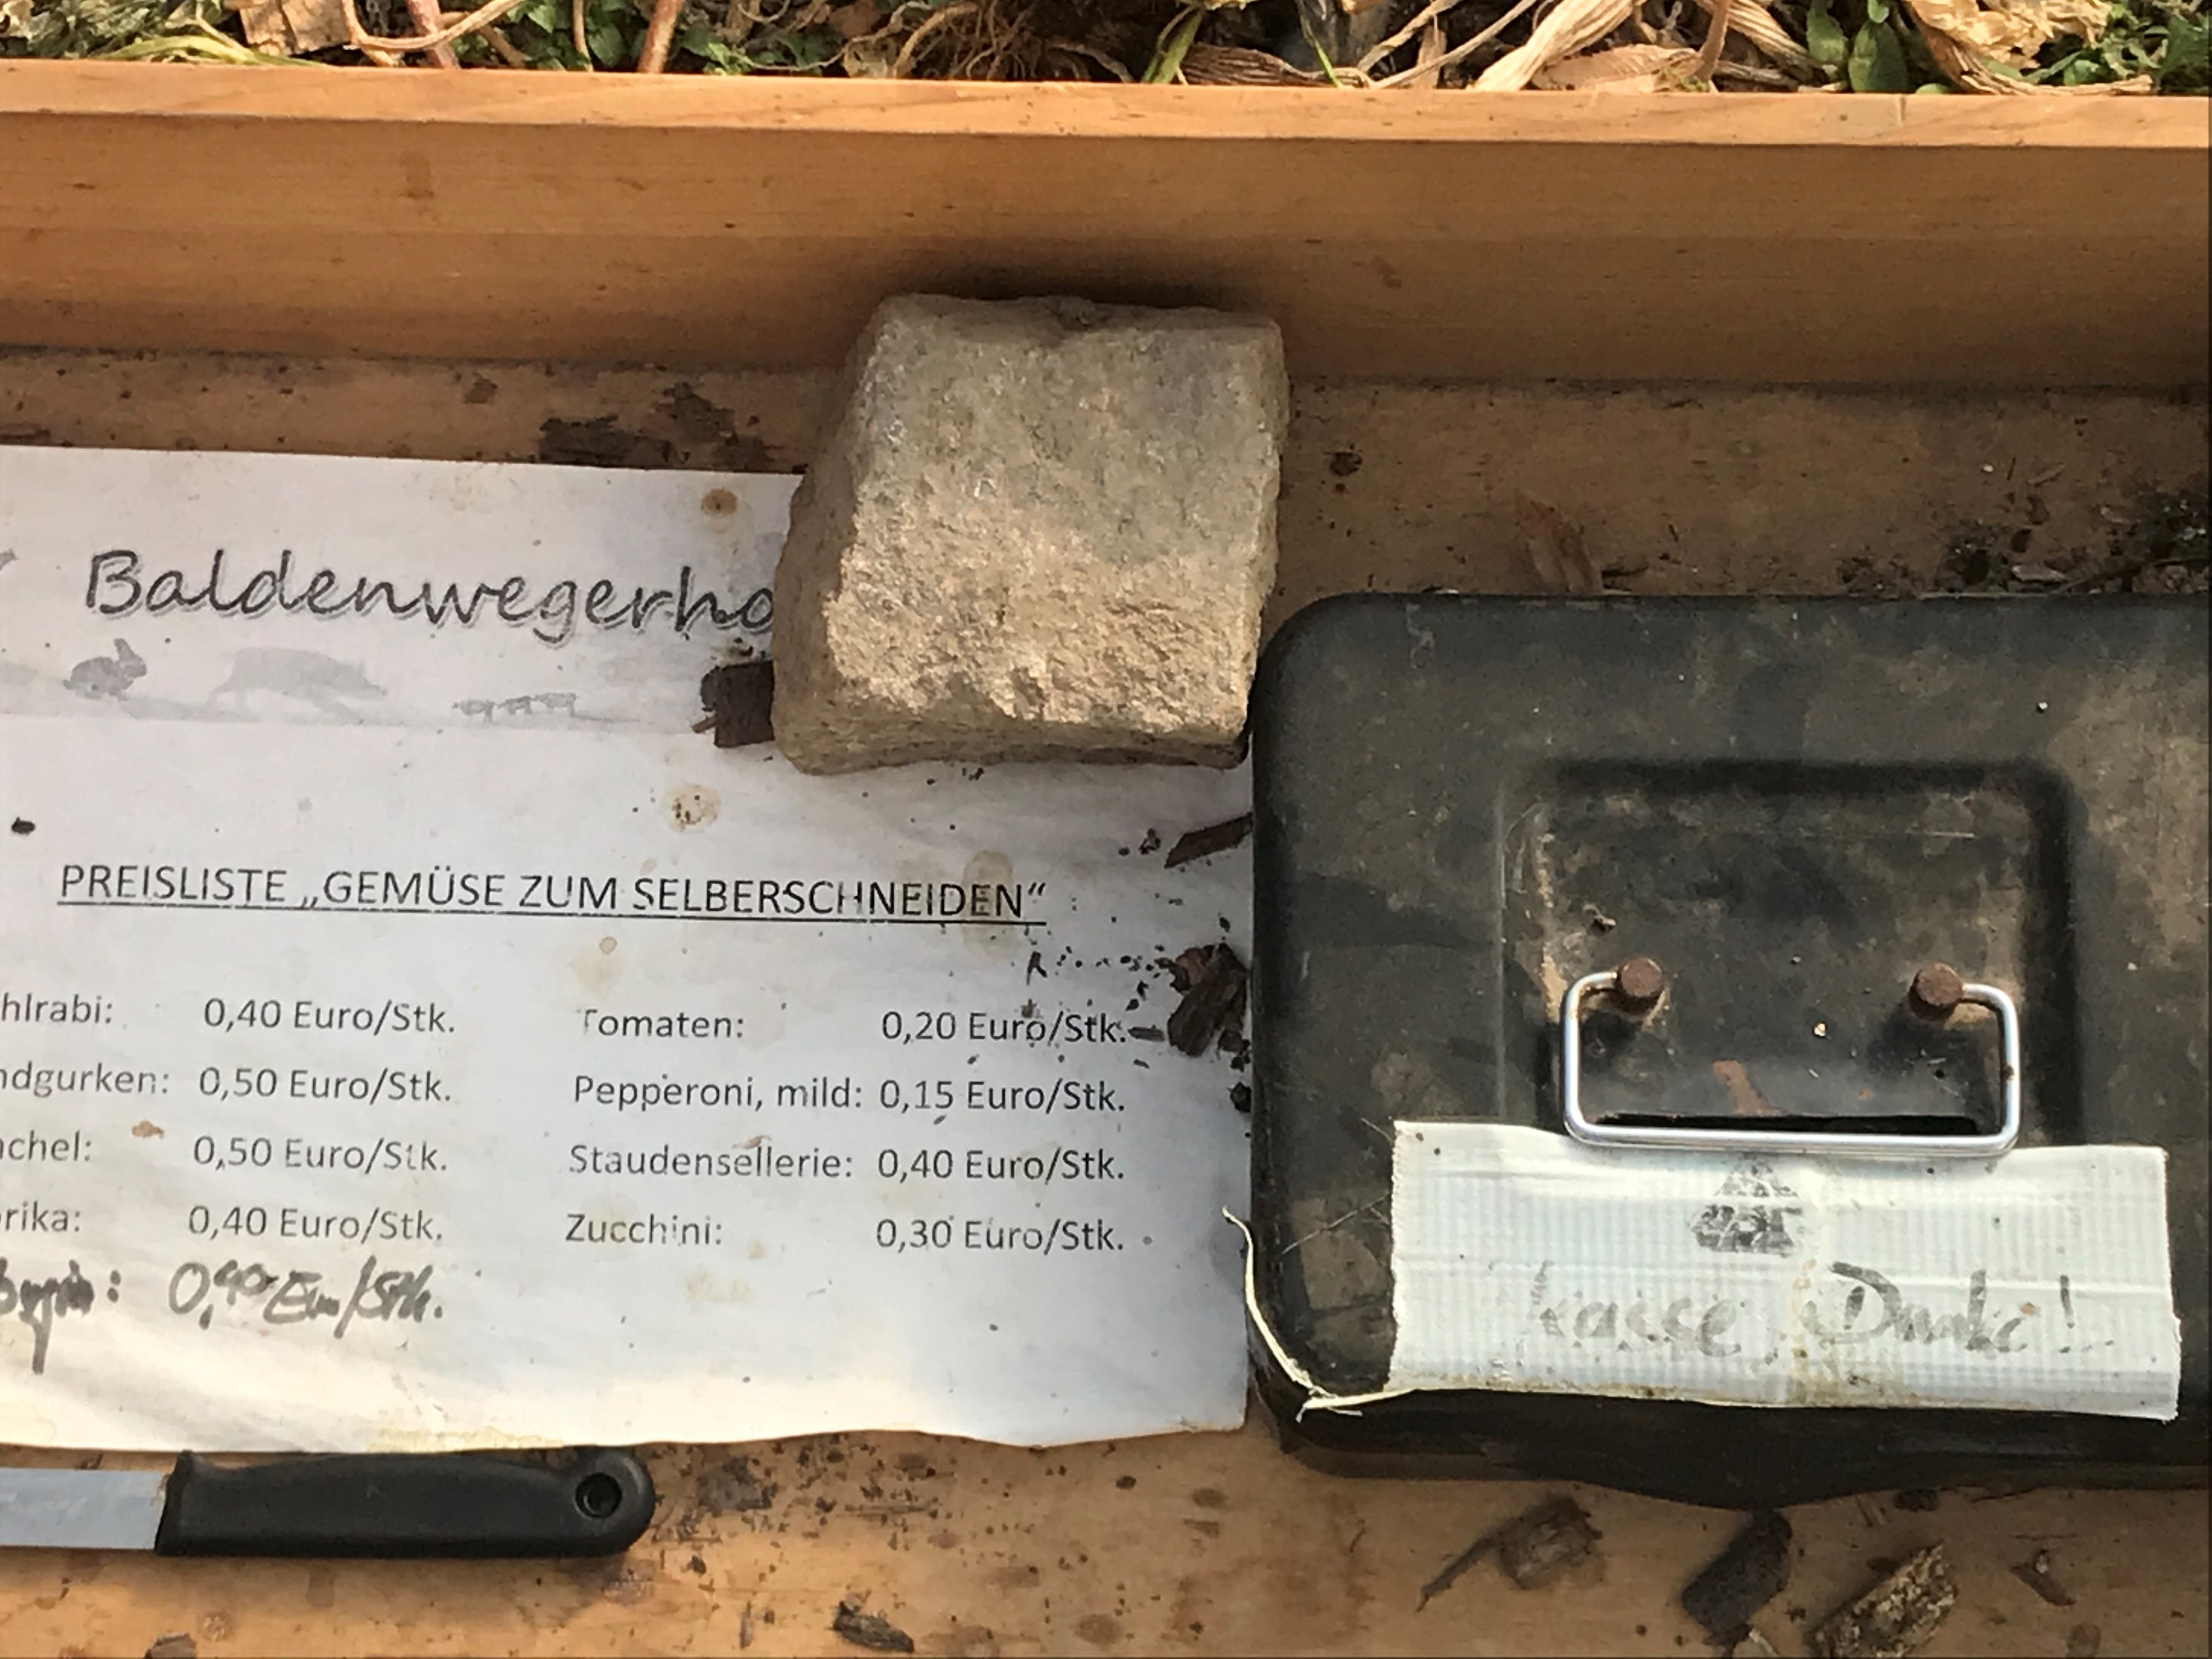 Baldenwegerho
PREISLISTE „GEMÜSE ZUM SELBERSCHNEIDEN“
hlrabi: 0,40 Euro/Stk. Tomaten: 0,20 Euro/Stk.
ndgurken: 0,50 Euro/Stk. Pepperoni, mild: 0,15 Euro/Stk.
chel: 0,50 Euro/Stk. Staudensellerie: 0,40 Euro/Stk.
rika: 0,40 Euro/Stk. Zucchini: 0,30 Euro/Stk.
0,40 Euro/Stk.
Kasse, Danke!